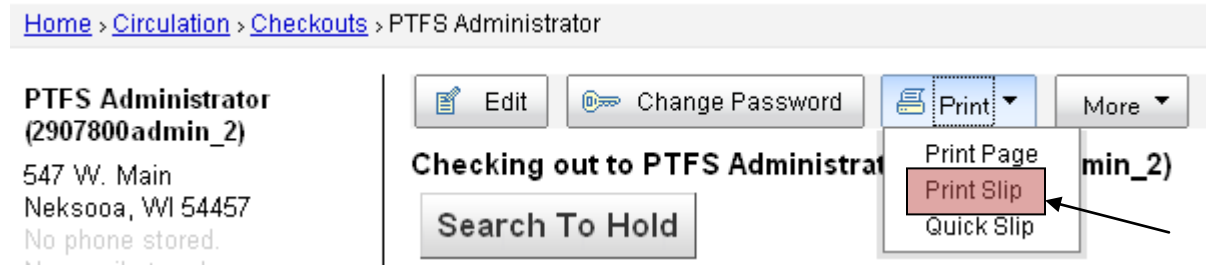 Home › Circulation › Checkouts › PTFS Administrator
PTFS Administrator
(2907800admin_2)
547 W. Main
Neksooa, WI 54457
No phone stored.
Edit
Change Password
Print
More
Print Page
Print Slip
Quick Slip
Checking out to PTFS Administrat min_2)
Search To Hold